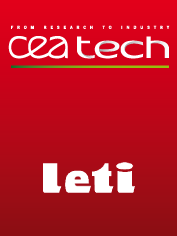 FROM RESEARCH TO INDUSTRY
cea tech
leti